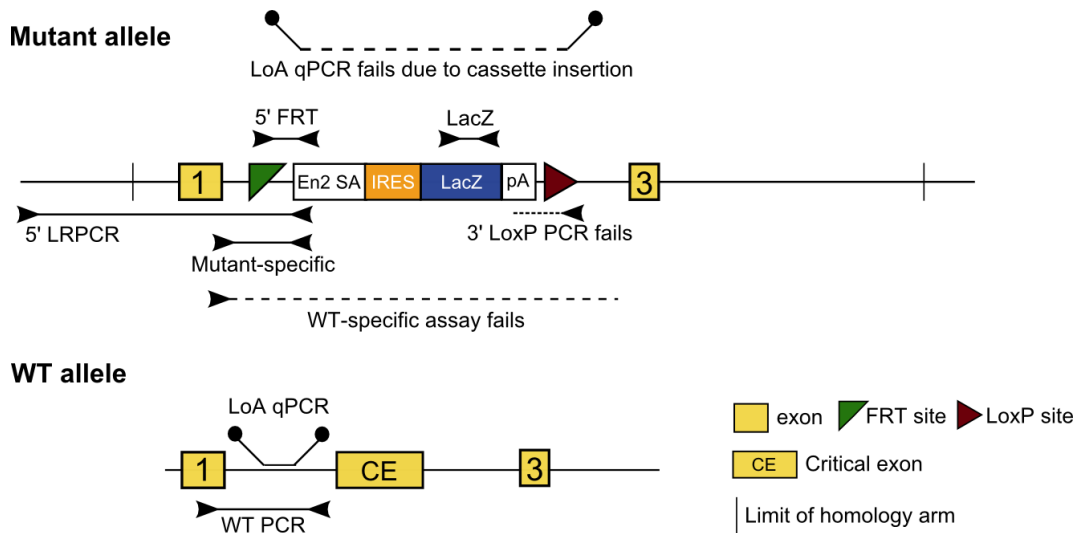 Mutant allele
LoA qPCR fails due to cassette insertion
5' FRT
LacZ
1
En2 SA
IRES
LacZ
pA
3
5' LRPCR
3' LoxP PCR fails
Mutant-specific
WT-specific assay fails
WT allele
LoA qPCR
1
CE
3
WT PCR
exon
FRT site
LoxP site
CE
Critical exon
Limit of homology arm